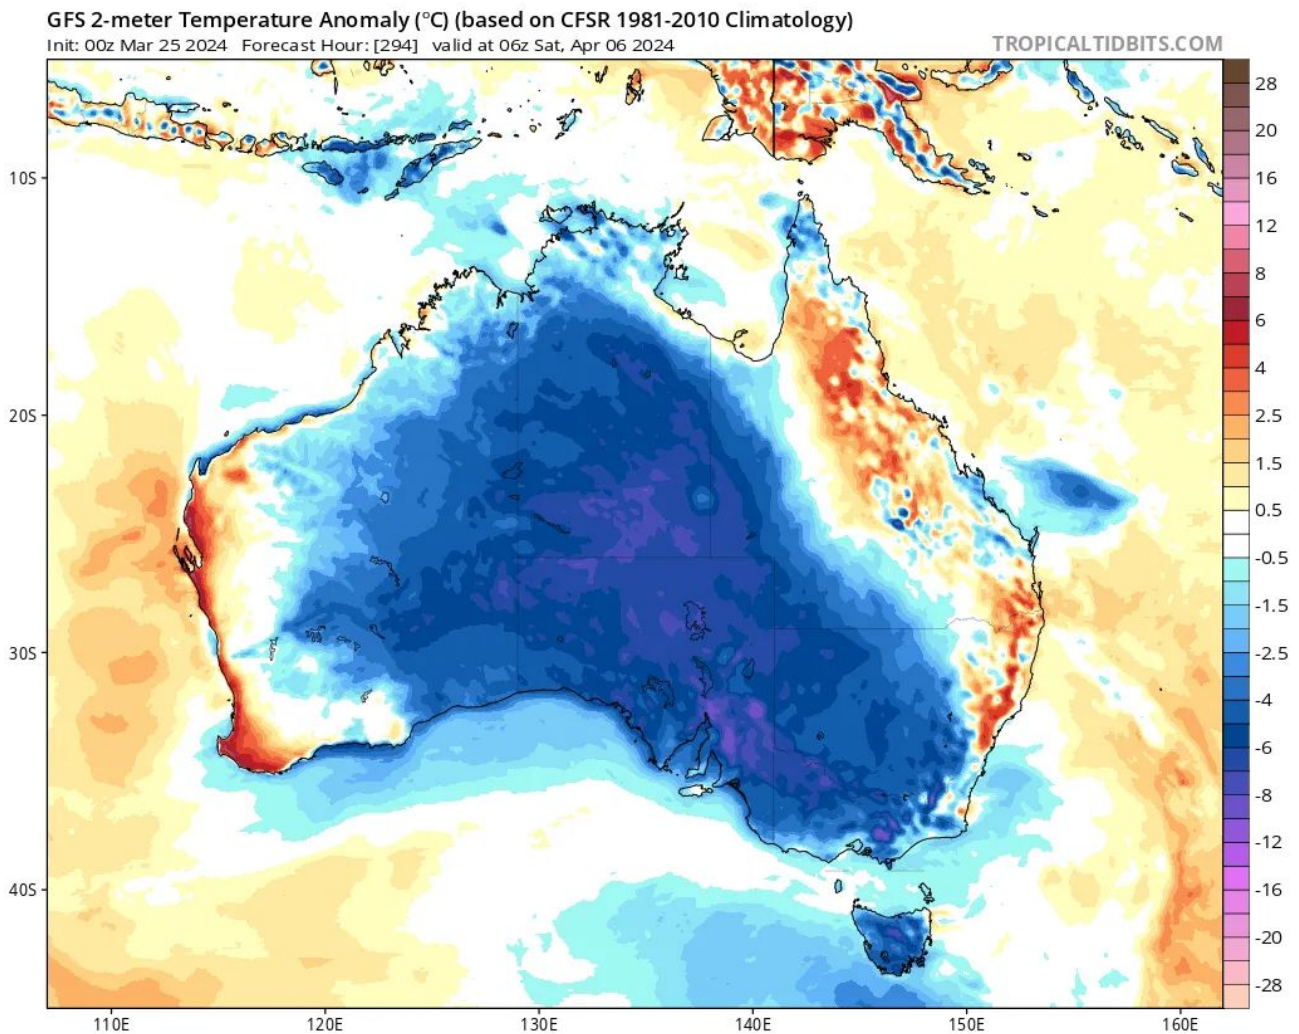 GFS 2-meter Temperature Anomaly (°C) (based on CFSR 1981-2010 Climatology)
Init: 00z Mar 25 2024 Forecast Hour: [294] valid at 06z Sat, Apr 06 2024
TROPICALTIDBITS.COM
28
20
16
12
8
6
4
2.5
1.5
0.5
-0.5
-1.5
-2.5
-4
-6
-8
-12
-16
-20
-28
10S
20S
30S
40S
110E
120E
130E
140E
150E
160E